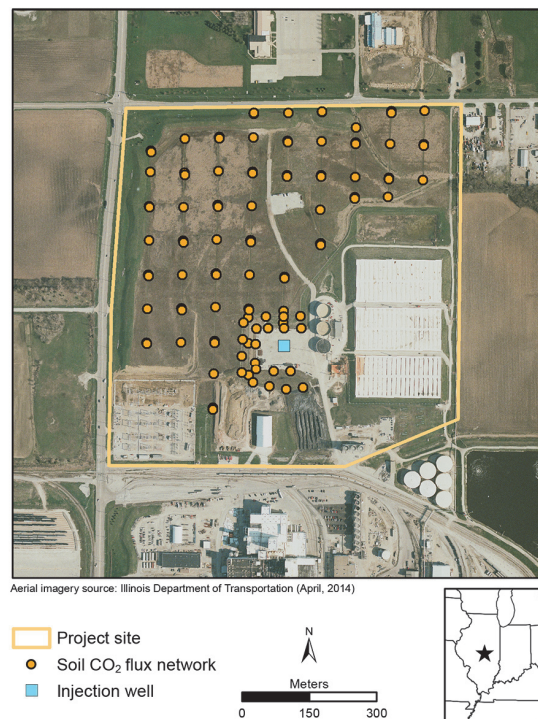 Aerial imagery source: Illinois Department of Transportation (April, 2014)
Project site
Soil CO₂ flux network
Injection well
N
Meters
0 150 300